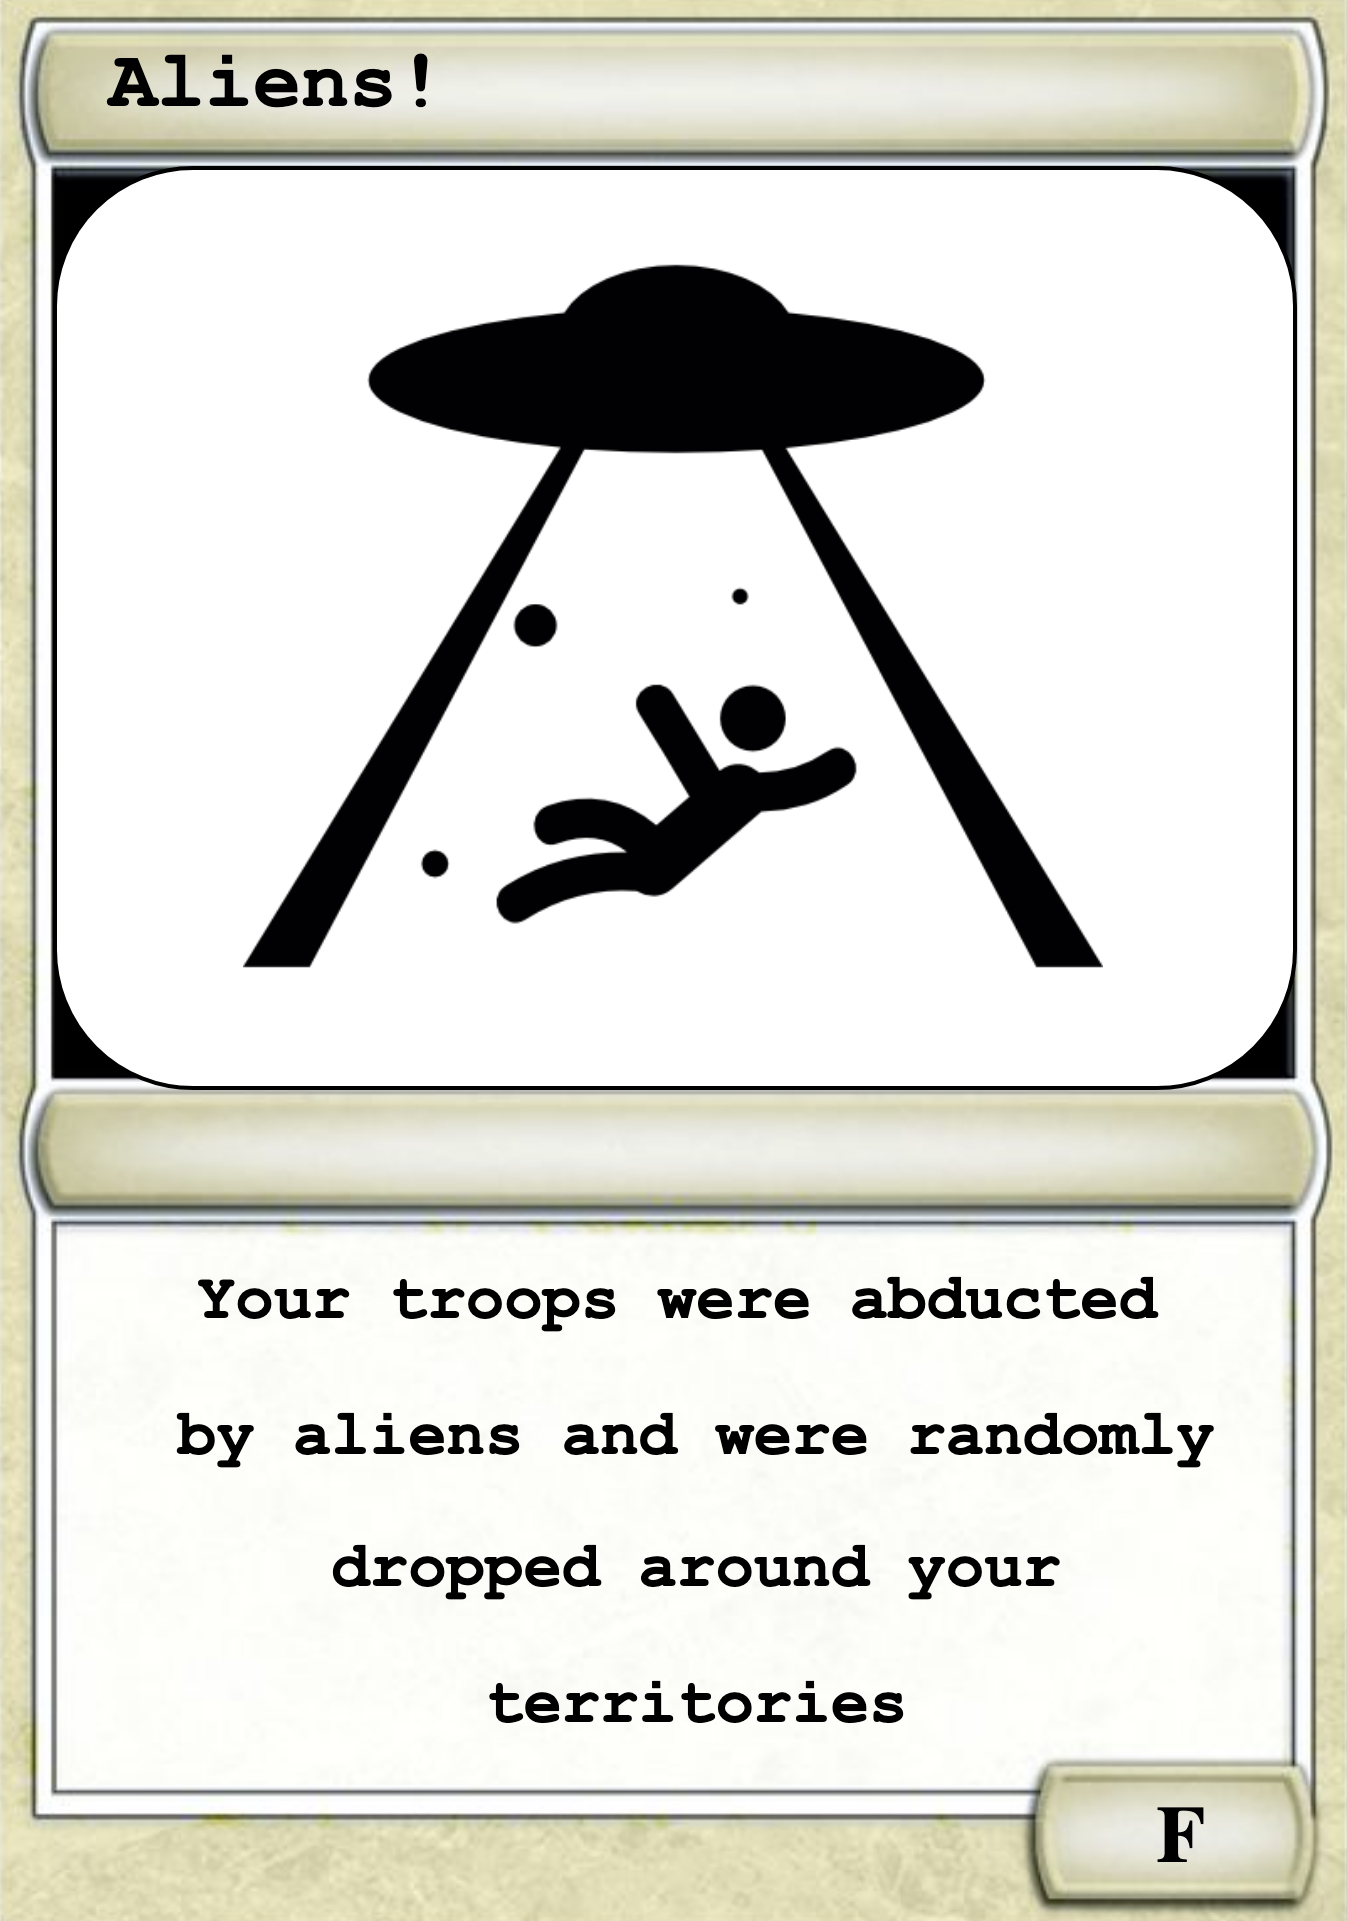 Aliens!
Your troops were abducted
by aliens and were randomly
dropped around your
territories
F